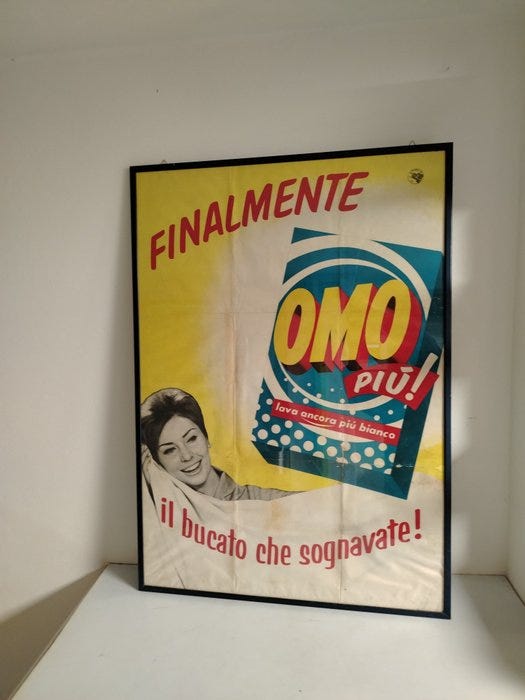 FINALMENTE
OMO
PIÙ!
lava ancora più bianco
il bucato che sognavate!